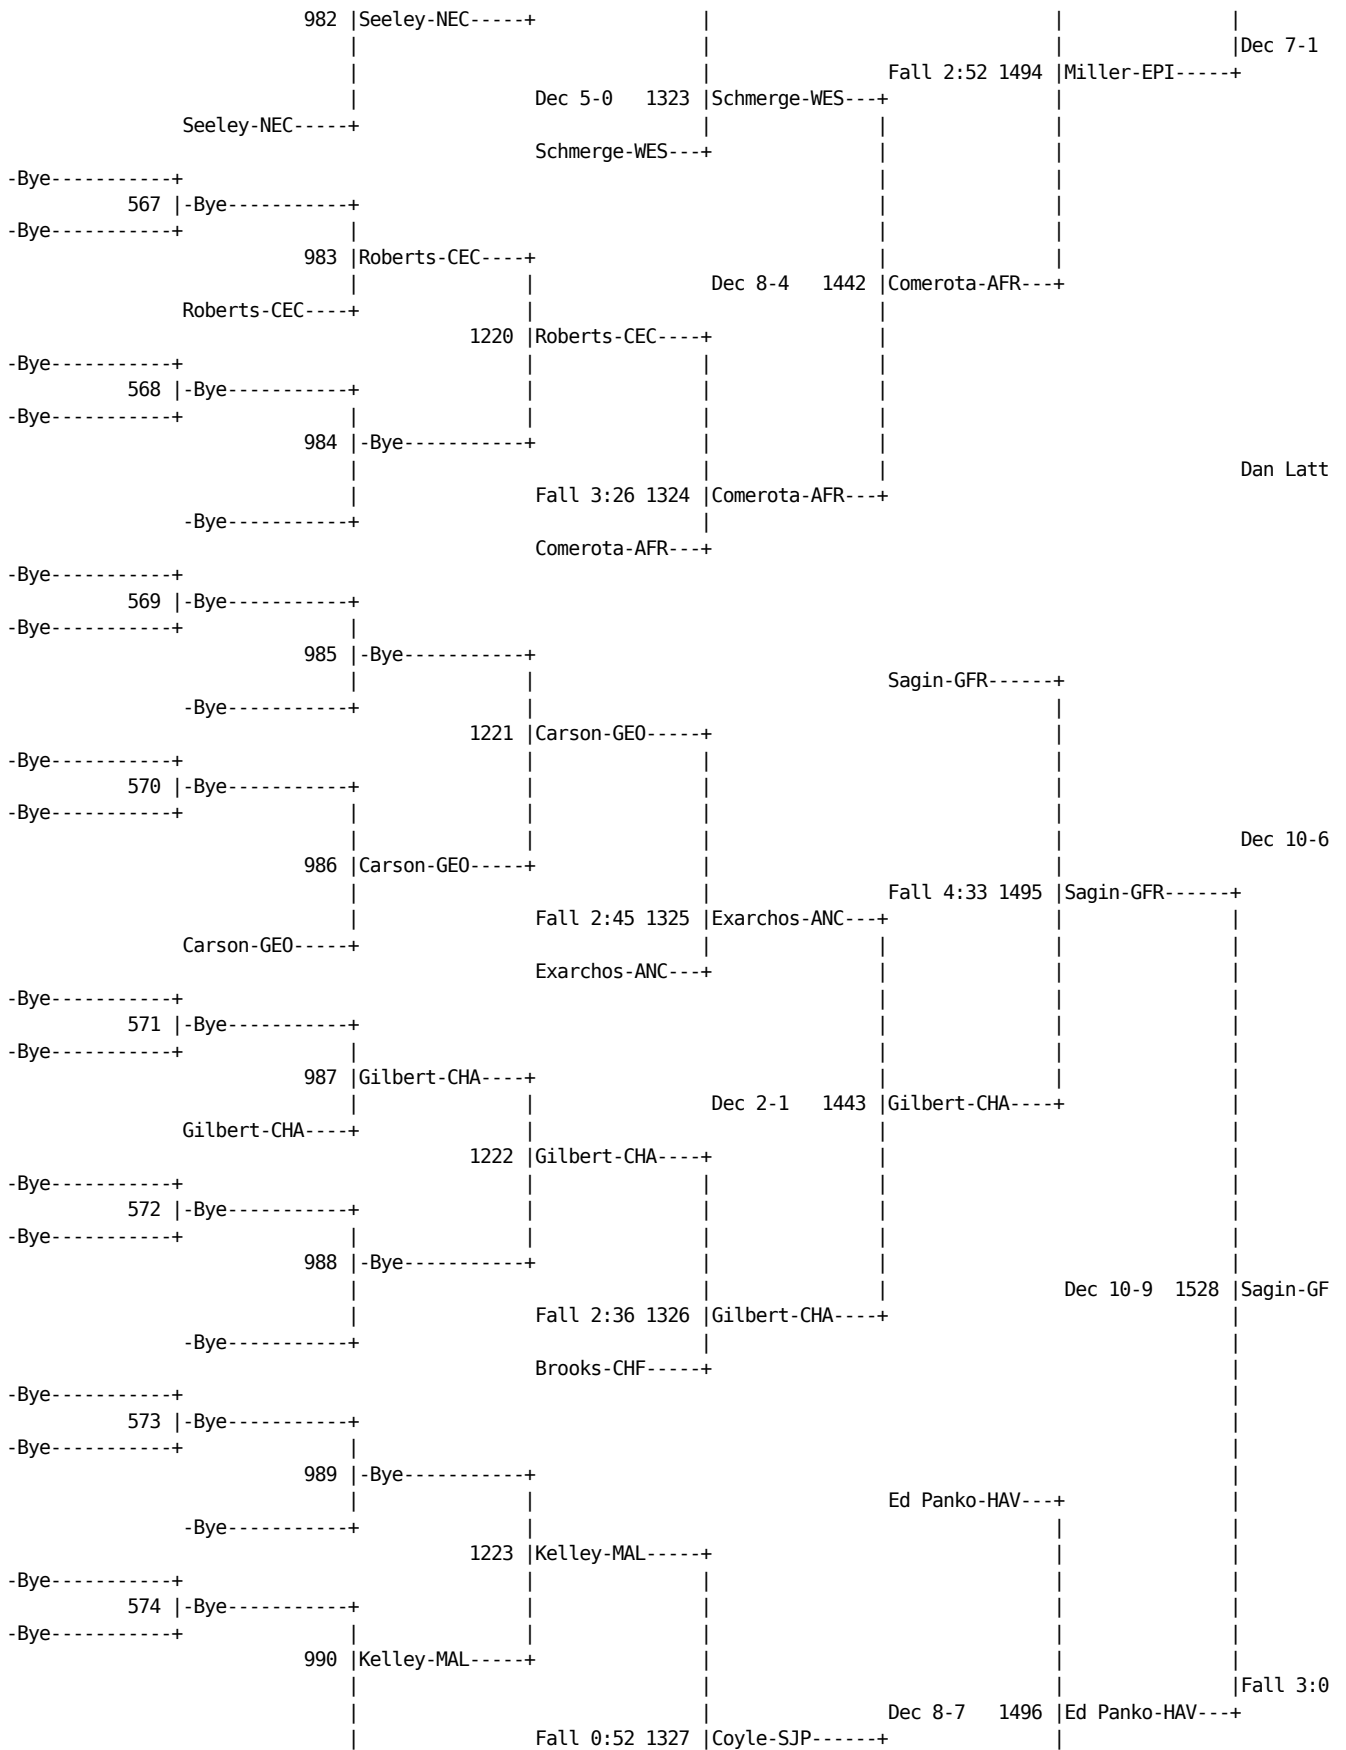 982 |Seeley-NEC-----+ | | |
| | | |Dec 7-1
| | Fall 2:52 1494 |Miller-EPI-----+
| Dec 5-0 1323 |Schmerge-WES---+ |
Seeley-NEC-----+ | | |
Schmerge-WES---+ | |
-Bye-----------+ | |
567 |-Bye-----------+ | |
-Bye-----------+ | | |
983 |Roberts-CEC----+ | |
| | Dec 8-4 1442 |Comerota-AFR---+
Roberts-CEC----+ | |
1220 |Roberts-CEC----+ |
-Bye-----------+ | | |
568 |-Bye-----------+ | | |
-Bye-----------+ | | | |
984 |-Bye-----------+ | |
| | | Dan Latt
| Fall 3:26 1324 |Comerota-AFR---+
-Bye-----------+ |
Comerota-AFR---+
-Bye-----------+
569 |-Bye-----------+
-Bye-----------+ |
985 |-Bye-----------+
| | Sagin-GFR------+
-Bye-----------+ | |
1221 |Carson-GEO-----+ |
-Bye-----------+ | | |
570 |-Bye-----------+ | | |
-Bye-----------+ | | | |
| | | | Dec 10-6
986 |Carson-GEO-----+ | |
| | Fall 4:33 1495 |Sagin-GFR------+
| Fall 2:45 1325 |Exarchos-ANC---+ | |
Carson-GEO-----+ | | | |
Exarchos-ANC---+ | | |
-Bye-----------+ | | |
571 |-Bye-----------+ | | |
-Bye-----------+ | | | |
987 |Gilbert-CHA----+ | | |
| | Dec 2-1 1443 |Gilbert-CHA----+ |
Gilbert-CHA----+ | | |
1222 |Gilbert-CHA----+ | |
-Bye-----------+ | | | |
572 |-Bye-----------+ | | | |
-Bye-----------+ | | | | |
988 |-Bye-----------+ | | |
| | | Dec 10-9 1528 |Sagin-GF
| Fall 2:36 1326 |Gilbert-CHA----+ |
-Bye-----------+ | |
Brooks-CHF-----+ |
-Bye-----------+ |
573 |-Bye-----------+ |
-Bye-----------+ | |
989 |-Bye-----------+ |
| | Ed Panko-HAV---+ |
-Bye-----------+ | | |
1223 |Kelley-MAL-----+ | |
-Bye-----------+ | | | |
574 |-Bye-----------+ | | | |
-Bye-----------+ | | | | |
990 |Kelley-MAL-----+ | | |
| | | |Fall 3:0
| | Dec 8-7 1496 |Ed Panko-HAV---+
| Fall 0:52 1327 |Coyle-SJP------+ |